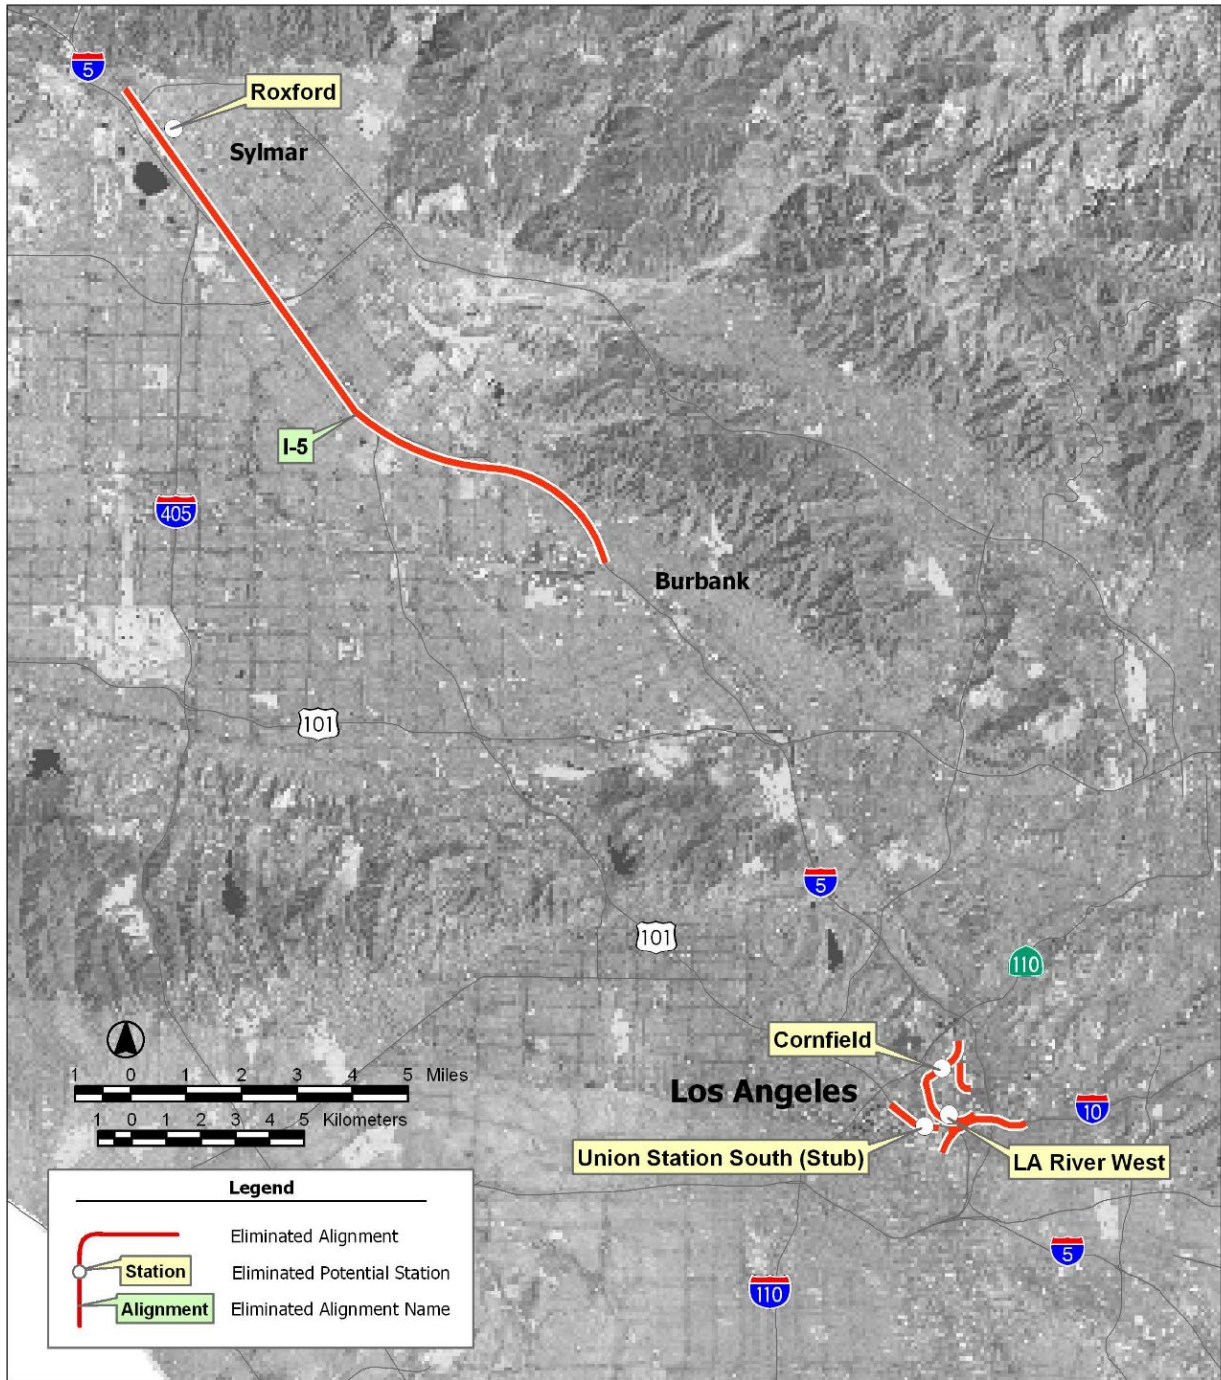 5
Roxford
Sylmar
I-5
405
Burbank
101
5
101
110
Cornfield
Los Angeles
10
Union Station South (Stub)
LA River West
1 0 1 2 3 4 5 Miles
1 0 1 2 3 4 5 Kilometers
5
110
Legend
Eliminated Alignment
Station Eliminated Potential Station
Alignment Eliminated Alignment Name